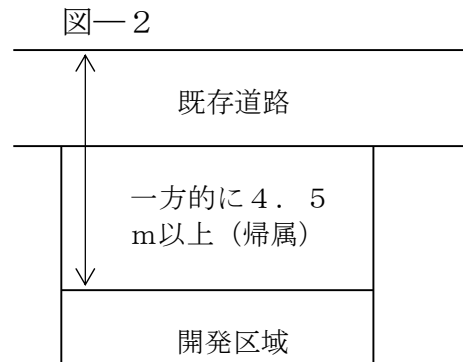 図―２
既存道路
一方的に４．５
ｍ以上（帰属）
開発区域